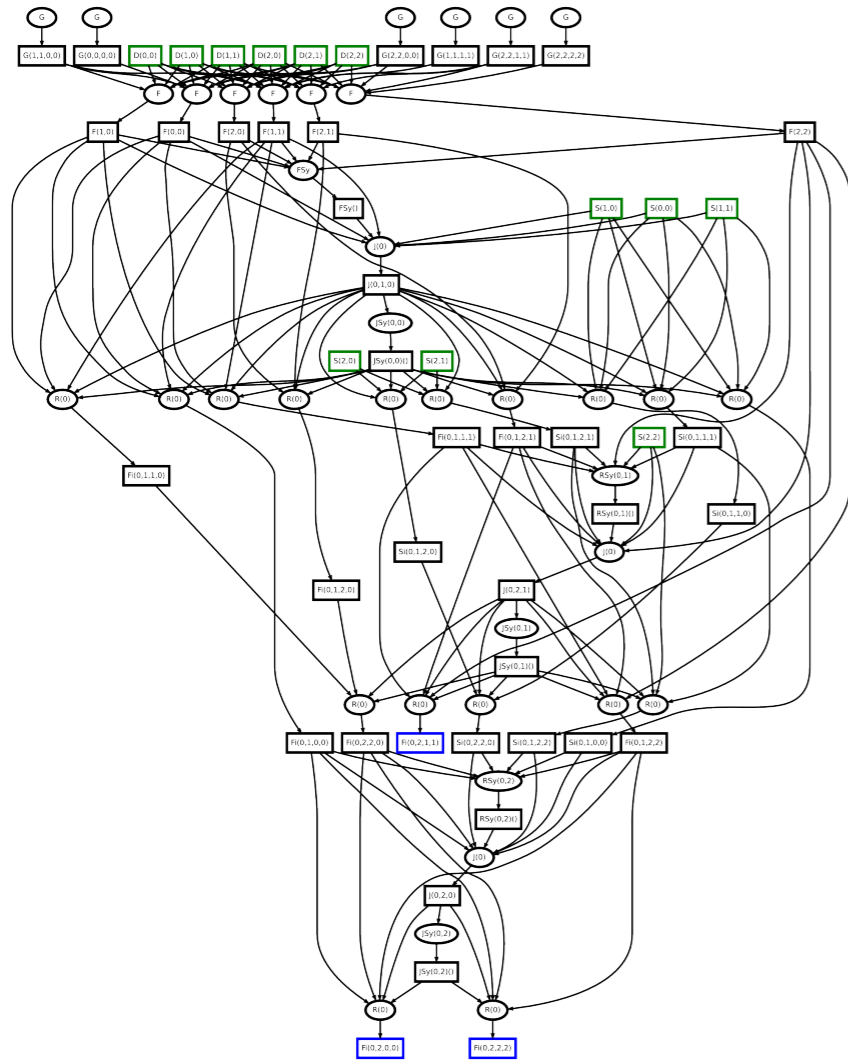 G G G G G G
G(1,1,0,0) G(0,0,0,0) D(0,0) D(1,0) D(1,1) D(2,0) D(2,1) D(2,2) G(2,2,0,0) G(1,1,1,1) G(2,2,1,1) G(2,2,2,2)
F F F F F F
F(1,0) F(0,0) F(2,0) F(1,1) F(2,1) F(2,2)
FSy
FSy() S(1,0) S(0,0) S(1,1)
J(0)
J(0,1,0)
JSy(0,0)
S(2,0) JSy(0,0)() S(2,1)
R(0) R(0) R(0) R(0) R(0) R(0) R(0) R(0) R(0) R(0)
Fi(0,1,1,1) Fi(0,1,2,1) Si(0,1,2,1) S(2,2) Si(0,1,1,1)
Fi(0,1,1,0) RSy(0,1)
RSy(0,1)() Si(0,1,1,0)
Si(0,1,2,0) J(0)
Fi(0,1,2,0) J(0,2,1)
JSy(0,1)
JSy(0,1)()
R(0) R(0) R(0) R(0) R(0)
Fi(0,1,0,0) Fi(0,2,2,0) Fi(0,2,1,1) Si(0,2,2,0) Si(0,1,2,2) Si(0,1,0,0) Fi(0,1,2,2)
RSy(0,2)
RSy(0,2)()
J(0)
J(0,2,0)
JSy(0,2)
JSy(0,2)()
R(0) R(0)
Fi(0,2,0,0) Fi(0,2,2,2)